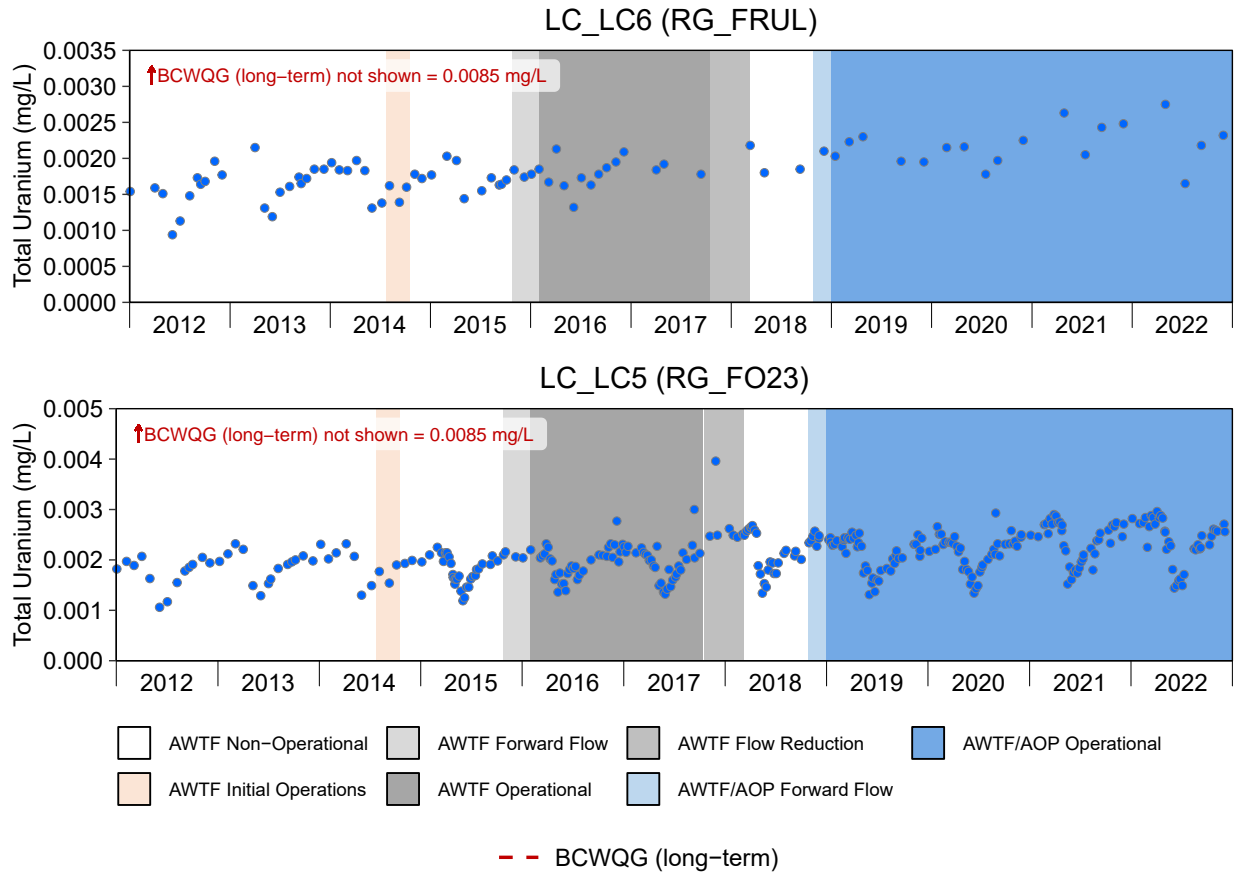 LC_LC6 (RG_FRUL)
Total Uranium (mg/L)
0.0035
0.0030
0.0025
0.0020
0.0015
0.0010
0.0005
0.0000
BCWQG (long−term) not shown = 0.0085 mg/L
2012 2013 2014 2015 2016 2017 2018 2019 2020 2021 2022
LC_LC5 (RG_FO23)
Total Uranium (mg/L)
0.005
0.004
0.003
0.002
0.001
0.000
BCWQG (long−term) not shown = 0.0085 mg/L
2012 2013 2014 2015 2016 2017 2018 2019 2020 2021 2022
AWTF Non−Operational AWTF Forward Flow AWTF Flow Reduction AWTF/AOP Operational
AWTF Initial Operations AWTF Operational AWTF/AOP Forward Flow
BCWQG (long−term)